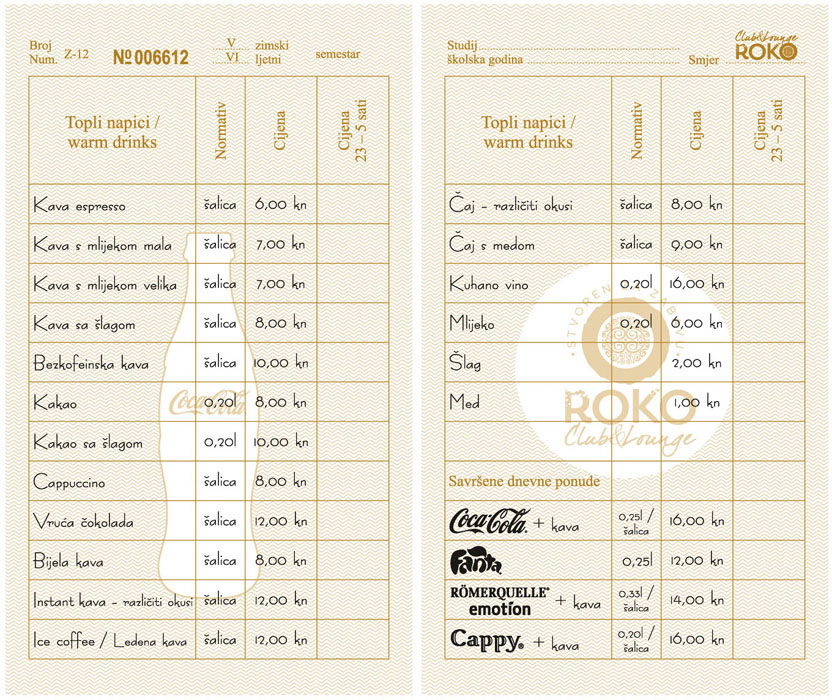 Broj Num. Z-12 № 006612 V VI zimski ljetni semestar
Topli napici / warm drinks Normativ Cijena Cijena 23 – 5 sati
Kava espresso šalica 6,00 kn
Kava s mlijekom mala šalica 7,00 kn
Kava s mlijekom velika šalica 7,00 kn
Kava sa šlagom šalica 8,00 kn
Bezkofeinska kava šalica 10,00 kn
Kakao 0,20l 8,00 kn
Coca-Cola
Kakao sa šlagom 0,20l 10,00 kn
Cappuccino šalica 8,00 kn
Vruća čokolada šalica 12,00 kn
Bijela kava šalica 8,00 kn
Instant kava - različiti okusi šalica 12,00 kn
Ice coffee / Ledena kava šalica 12,00 kn
Studij
školska godina Smjer
Club&Lounge
ROKO
Topli napici / warm drinks Normativ Cijena Cijena 23 – 5 sati
Čaj - različiti okusi šalica 8,00 kn
Čaj s medom šalica 9,00 kn
Kuhano vino 0,20l 16,00 kn
Mlijeko 0,20l 6,00 kn
Šlag 2,00 kn
Med 1,00 kn
ROKO
Club&Lounge
Savršene dnevne ponude
Coca-Cola + kava 0,25l / šalica 16,00 kn
Fanta 0,25l 12,00 kn
RÖMERQUELLE emotion + kava 0,33l / šalica 14,00 kn
Cappy + kava 0,20l / šalica 16,00 kn